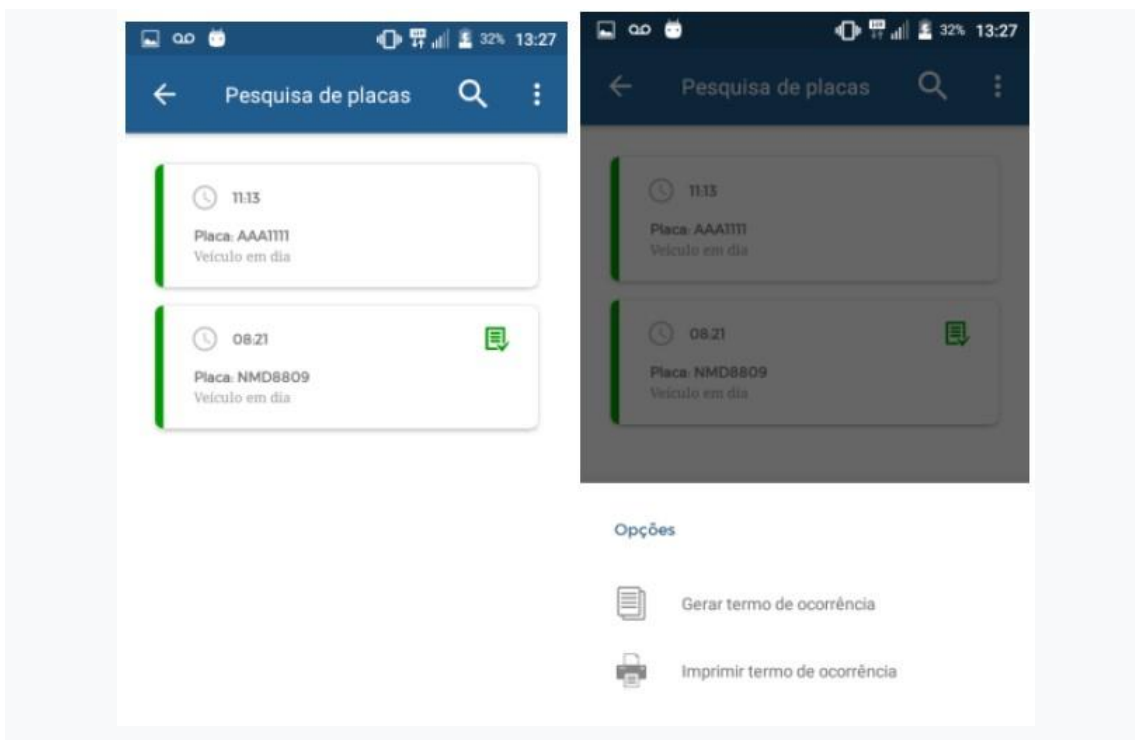 32% 13:27
Pesquisa de placas
11:13
Placa: AAA1111
Veículo em dia
08:21
Placa: NMD8809
Veículo em dia
32% 13:27
Pesquisa de placas
11:13
Placa: AAA1111
Veículo em dia
08:21
Placa: NMD8809
Veículo em dia
Opções
Gerar termo de ocorrência
Imprimir termo de ocorrência